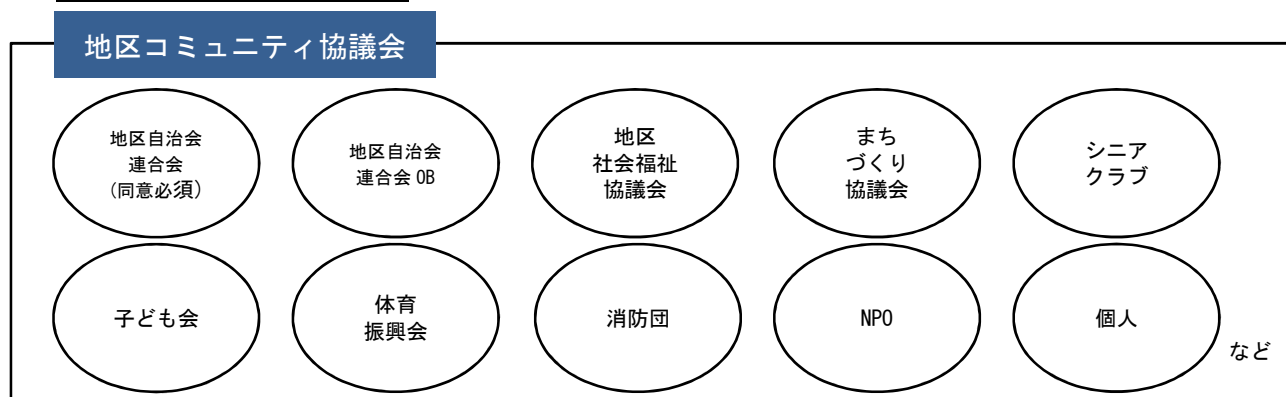 地区コミュニティ協議会
地区自治会
連合会
(同意必須)
地区自治会
連合会OB
地区
社会福祉
協議会
まち
づくり
協議会
シニア
クラブ
子ども会
体育
振興会
消防団
NPO
個人
など